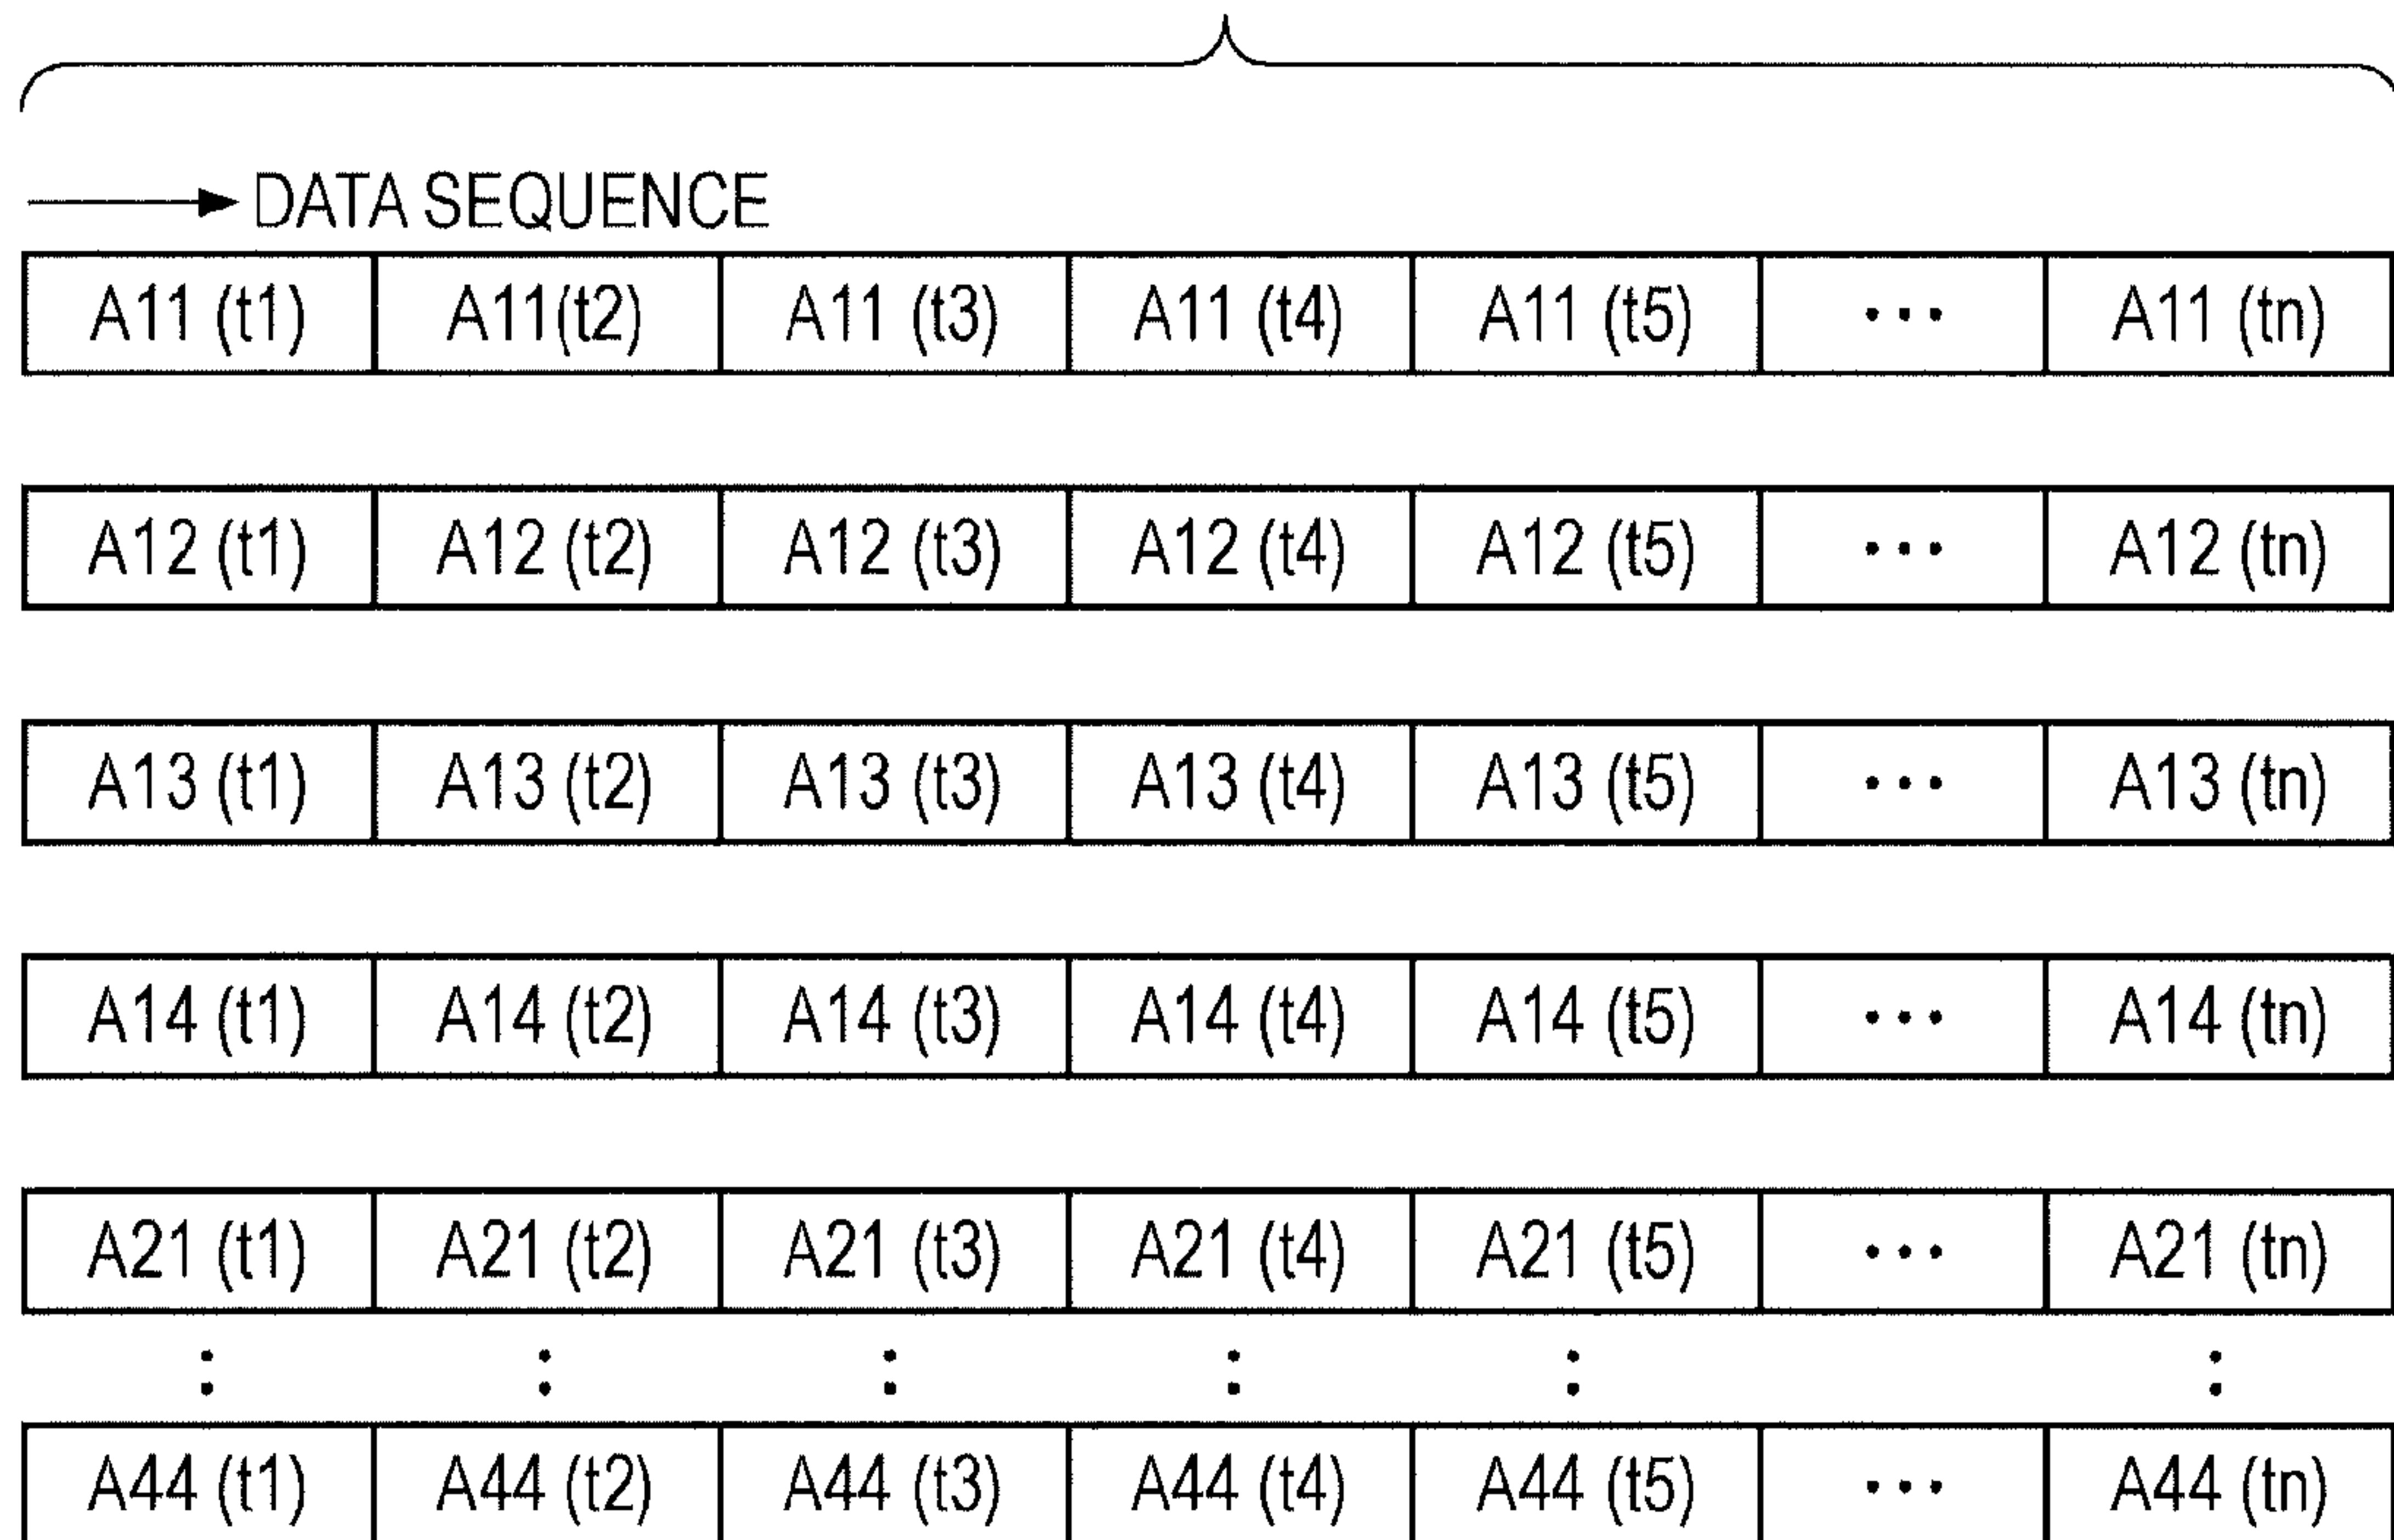 DATA SEQUENCE
A11 (t1) A11(t2) A11 (t3) A11 (t4) A11 (t5) ··· A11 (tn)
A12 (t1) A12 (t2) A12 (t3) A12 (t4) A12 (t5) ··· A12 (tn)
A13 (t1) A13 (t2) A13 (t3) A13 (t4) A13 (t5) ··· A13 (tn)
A14 (t1) A14 (t2) A14 (t3) A14 (t4) A14 (t5) ··· A14 (tn)
A21 (t1) A21 (t2) A21 (t3) A21 (t4) A21 (t5) ··· A21 (tn)
: : : : : :
A44 (t1) A44 (t2) A44 (t3) A44 (t4) A44 (t5) ··· A44 (tn)